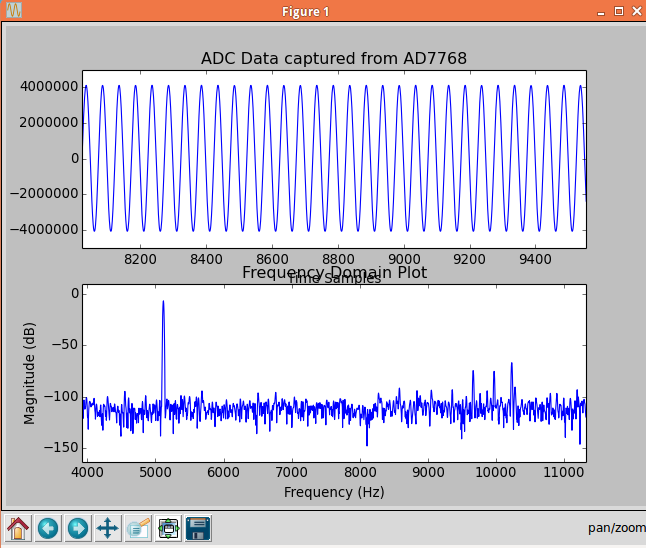 Figure 1
ADC Data captured from AD7768
4000000
2000000
0
−2000000
−4000000
8200 8400 8600 8800 9000 9200 9400
Time Samples
Frequency Domain Plot
0
−50
−100
−150
Magnitude (dB)
4000 5000 6000 7000 8000 9000 10000 11000
Frequency (Hz)
pan/zoom